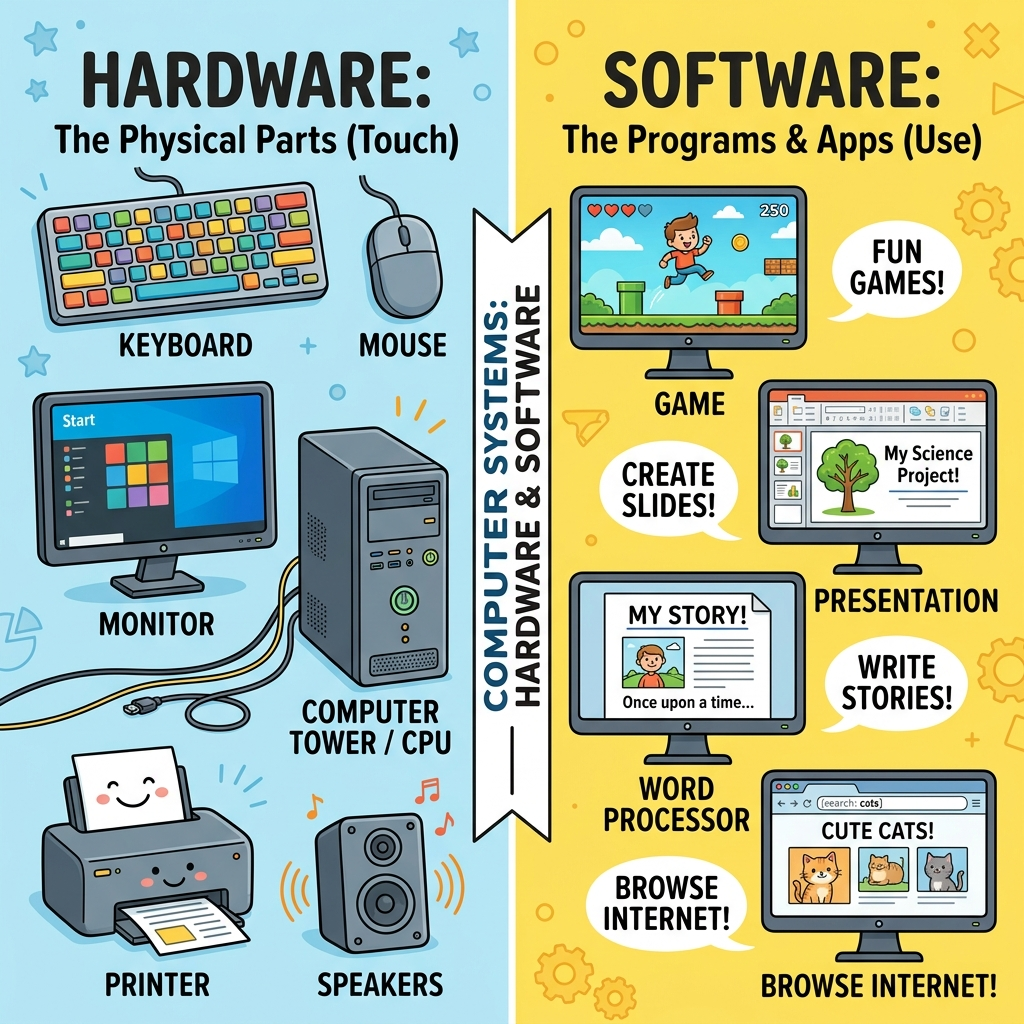 HARDWARE:
The Physical Parts (Touch)
KEYBOARD
MOUSE
Start
MONITOR
COMPUTER
TOWER / CPU
PRINTER
SPEAKERS
COMPUTER SYSTEMS:
HARDWARE & SOFTWARE
SOFTWARE:
The Programs & Apps (Use)
250
FUN
GAMES!
GAME
CREATE
SLIDES!
My Science
Project!
PRESENTATION
MY STORY!
Once upon a time...
WRITE
STORIES!
WORD
PROCESSOR
(eearch: cots)
CUTE CATS!
BROWSE
INTERNET!
BROWSE INTERNET!